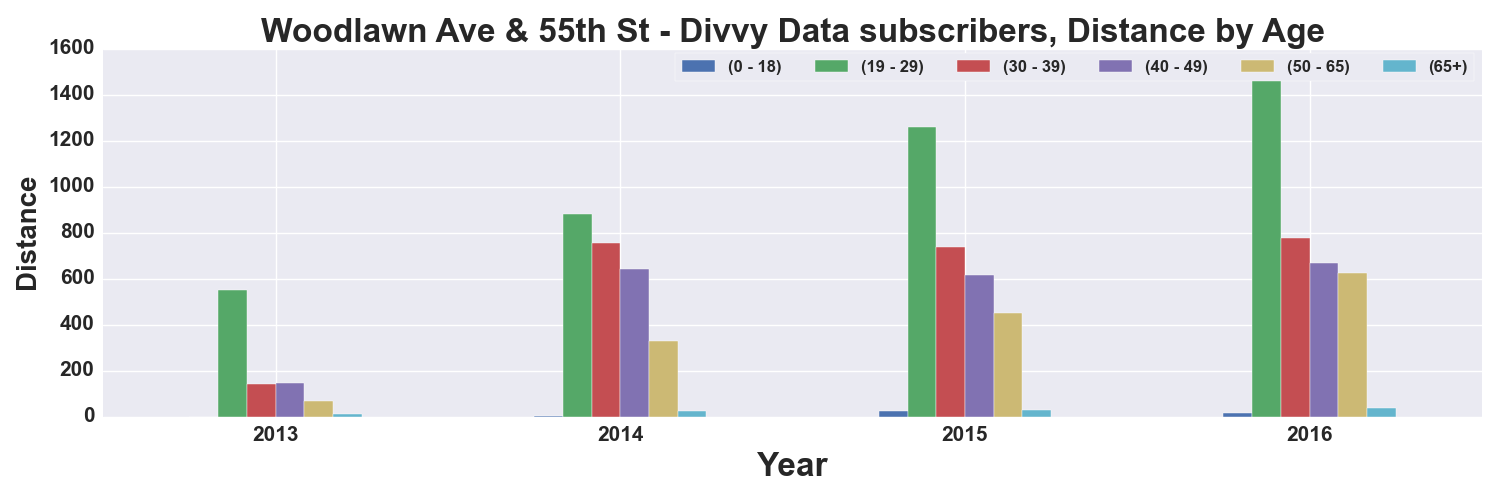 Woodlawn Ave & 55th St - Divvy Data subscribers, Distance by Age
(0 - 18) (19 - 29) (30 - 39) (40 - 49) (50 - 65) (65+)
1600
1400
1200
1000
800
600
400
200
0
Distance
2013 2014 2015 2016
Year